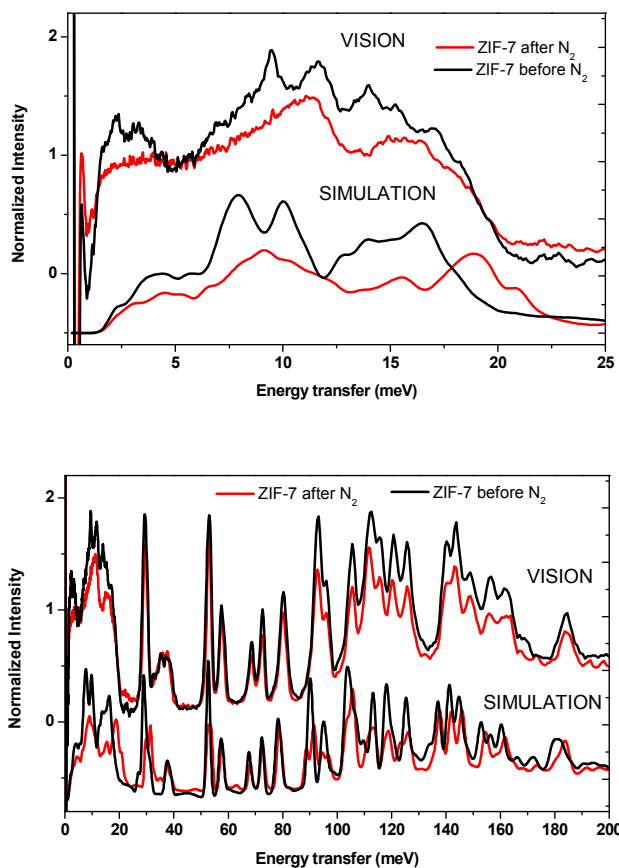 VISION
ZIF-7 after N₂
ZIF-7 before N₂
Normalized Intensity
2
1
0
SIMULATION
0 5 10 15 20 25
Energy transfer (meV)
ZIF-7 after N₂ ZIF-7 before N₂
Normalized Intensity
2
1
0
VISION
SIMULATION
0 20 40 60 80 100 120 140 160 180 200
Energy transfer (meV)